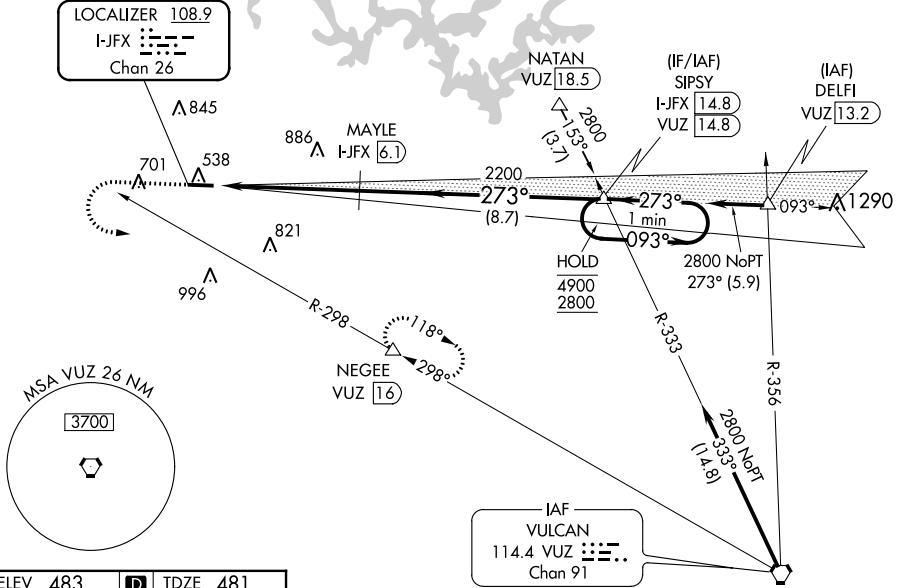 LOCALIZER 108.9
I-JFX
Chan 26
845
701
538
886
MAYLE
I-JFX 6.1
NATAN
VUZ 18.5
2800
153°
(3.7)
(IF/IAF)
SIPSY
I-JFX 14.8
VUZ 14.8
(IAF)
DELFI
VUZ 13.2
2200
273°
(8.7)
273°
1 min
093°
093°
1290
2800 NoPT
273° (5.9)
HOLD
4900
2800
821
996
R-298
R-333
R-356
118°
298°
NEGEE
VUZ 16
2800 NoPT
333°
(14.8)
MSA VUZ 26 NM
3700
IAF
VULCAN
114.4 VUZ
Chan 91
ELEV 483 D TDZE 481